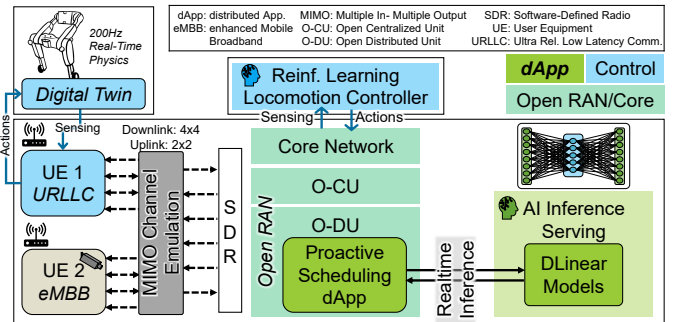 200Hz
Real-Time
Physics
Digital Twin
dApp: distributed App.
eMBB: enhanced Mobile
Broadband
MIMO: Multiple In- Multiple Output
O-CU: Open Centralized Unit
O-DU: Open Distributed Unit
SDR: Software-Defined Radio
UE: User Equipment
URLLC: Ultra Rel. Low Latency Comm.
Reinf. Learning
Locomotion Controller
dApp
Control
Open RAN/Core
Actions
Sensing
Sensing
Actions
Downlink: 4x4
Uplink: 2x2
UE 1
URLLC
UE 2
eMBB
MIMO Channel
Emulation
SDR
Open RAN
Core Network
O-CU
O-DU
Proactive
Scheduling
dApp
Realtime
Inference
AI Inference
Serving
DLinear
Models